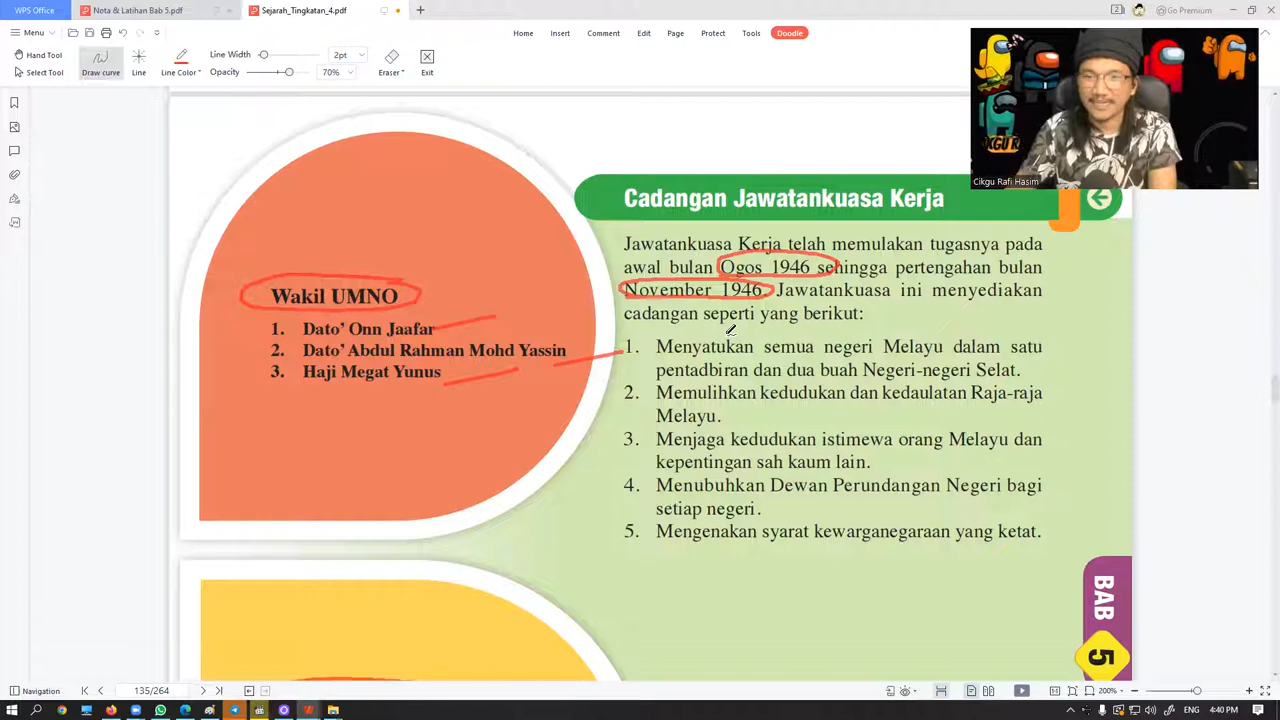 WPS Office
Nota & Latihan Bab 5.pdf
Sejarah_Tingkatan_4.pdf
Go Premium
Menu
Home
Insert
Comment
Edit
Page
Protect
Tools
Doodle
Hand Tool
Select Tool
Draw curve
Line
Line Color
Line Width
2pt
Opacity
70%
Eraser
Exit
Cikgu Rafi Hasim
Wakil UMNO
1. Dato' Onn Jaafar
2. Dato' Abdul Rahman Mohd Yassin
3. Haji Megat Yunus
Cadangan Jawatankuasa Kerja
Jawatankuasa Kerja telah memulakan tugasnya pada
awal bulan Ogos 1946 sehingga pertengahan bulan
November 1946. Jawatankuasa ini menyediakan
cadangan seperti yang berikut:
1. Menyatukan semua negeri Melayu dalam satu
pentadbiran dan dua buah Negeri-negeri Selat.
2. Memulihkan kedudukan dan kedaulatan Raja-raja
Melayu.
3. Menjaga kedudukan istimewa orang Melayu dan
kepentingan sah kaum lain.
4. Menubuhkan Dewan Perundangan Negeri bagi
setiap negeri.
5. Mengenakan syarat kewarganegaraan yang ketat.
BAB
5
Navigation
135/264
200%
4:40 PM